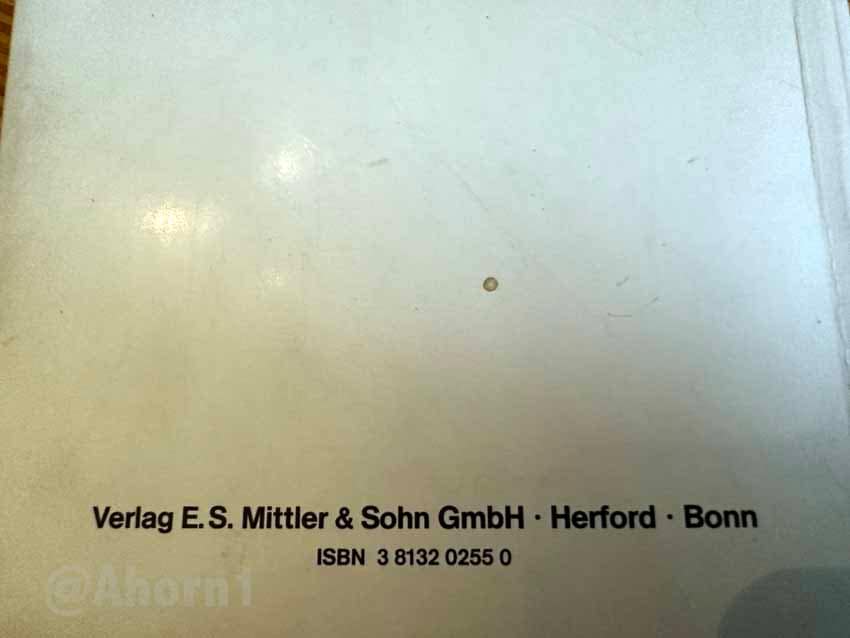 Verlag E. S. Mittler & Sohn GmbH · Herford · Bonn
ISBN 3 8132 0255 0
@Ahorn1